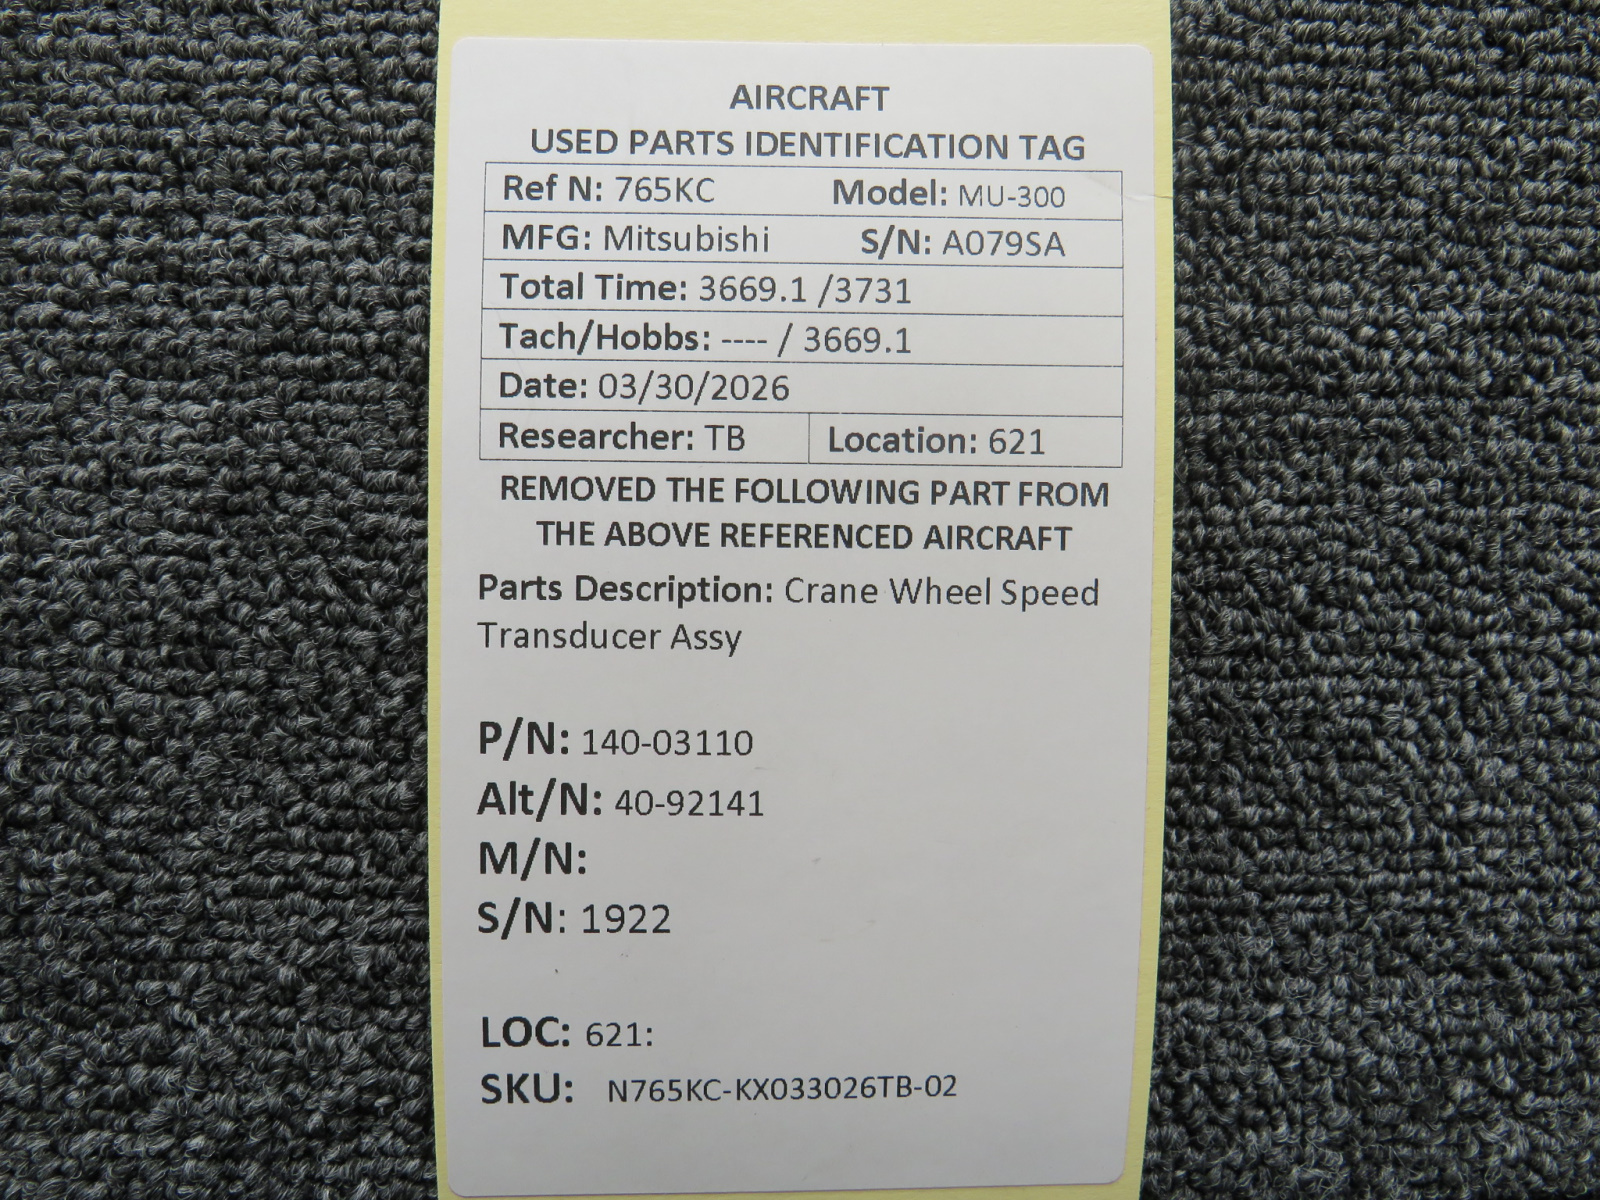 AIRCRAFT
USED PARTS IDENTIFICATION TAG
Ref N: 765KC Model: MU-300
MFG: Mitsubishi S/N: A079SA
Total Time: 3669.1 /3731
Tach/Hobbs: ---- / 3669.1
Date: 03/30/2026
Researcher: TB Location: 621
REMOVED THE FOLLOWING PART FROM
THE ABOVE REFERENCED AIRCRAFT
Parts Description: Crane Wheel Speed
Transducer Assy
P/N: 140-03110
Alt/N: 40-92141
M/N:
S/N: 1922
LOC: 621:
SKU: N765KC-KX033026TB-02